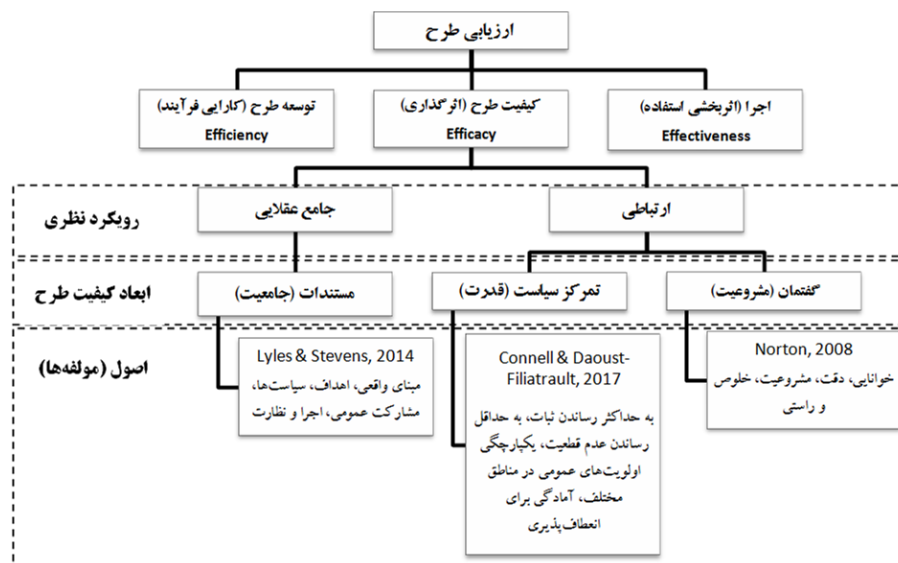 ارزیابی طرح
اجرا (اثربخشی استفاده)
Effectiveness
کیفیت طرح (اثرگذاری)
Efficacy
توسعه طرح (کارایی فرآیند)
Efficiency
رویکرد نظری
ارتباطی
جامع عقلایی
ابعاد کیفیت طرح
گفتمان (مشروعیت)
تمرکز سیاست (قدرت)
مستندات (جامعیت)
اصول (مولفه‌ها)
Norton, 2008
خوانایی، دقت، مشروعیت، خلوص
و راستی
Connell & Daoust-
Filiatrault, 2017
به حداکثر رساندن ثبات، به حداقل
رساندن عدم قطعیت، یکپارچگی
اولویت‌های عمومی در مناطق
مختلف، آمادگی برای
انعطاف‌پذیری
Lyles & Stevens, 2014
مبنای واقعی، اهداف، سیاست‌ها،
مشارکت عمومی، اجرا و نظارت